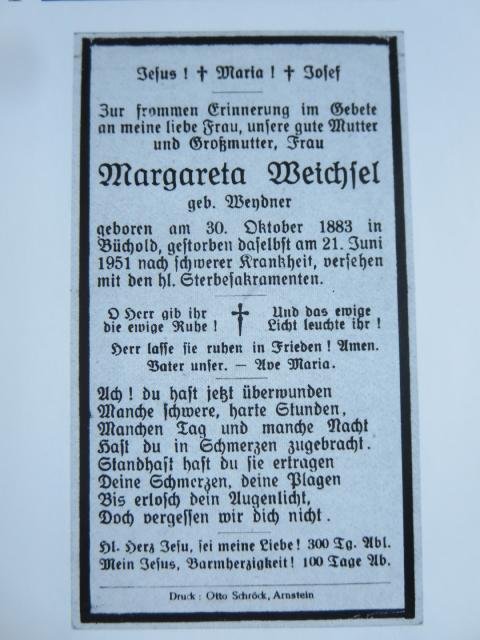 Jesus! ✝ Maria! ✝ Josef
Zur frommen Erinnerung im Gebete
an meine liebe Frau, unsere gute Mutter
und Großmutter, Frau
Margareta Weichsel
geb. Weydner
geboren am 30. Oktober 1883 in
Büchold, gestorben daselbst am 21. Juni
1951 nach schwerer Krankheit, versehen
mit den hl. Sterbesakramenten.
O Herr gib ihr
die ewige Ruhe!
Und das ewige
Licht leuchte ihr!
Herr lasse sie ruhen in Frieden! Amen.
Vater unser. — Ave Maria.
Ach! du hast jetzt überwunden
Manche schwere, harte Stunden,
Manchen Tag und manche Nacht
Hast du in Schmerzen zugebracht.
Standhaft hast du sie ertragen
Deine Schmerzen, deine Plagen
Bis erlosch dein Augenlicht,
Doch vergessen wir dich nicht.
Hl. Herz Jesu, sei meine Liebe! 300 Tg. Abl.
Mein Jesus, Barmherzigkeit! 100 Tage Ab.
Druck: Otto Schröck, Arnstein